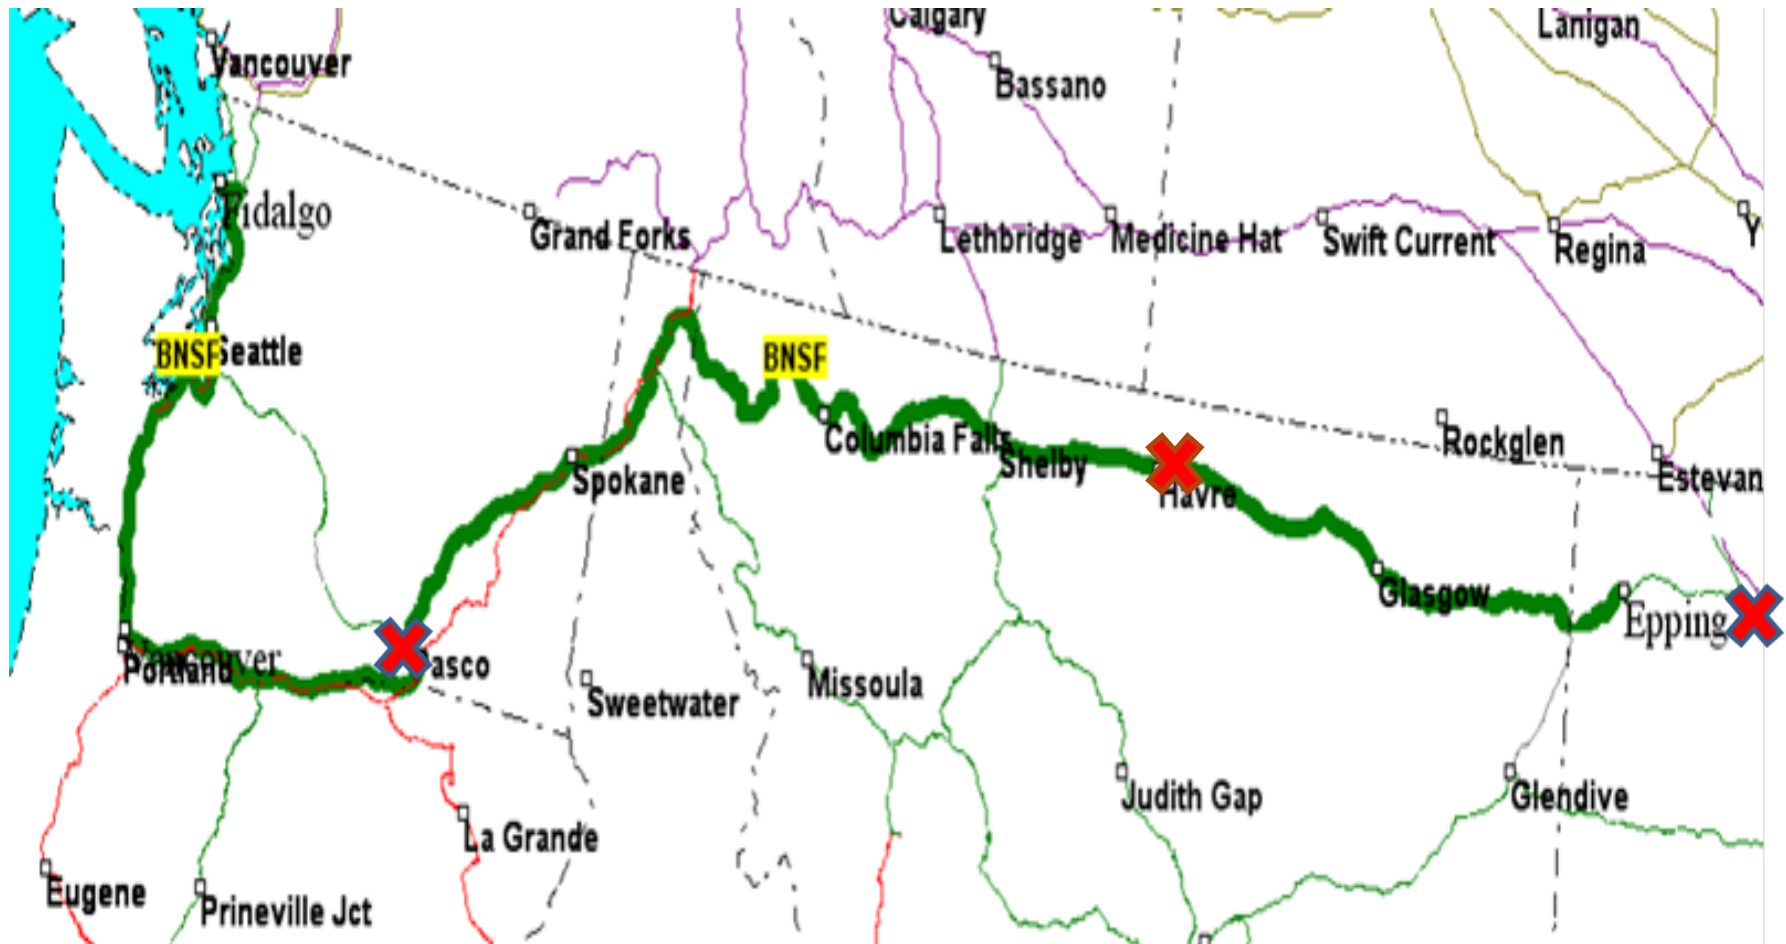 Calgary
Lanigan
Vancouver
Bassano
Fidalgo
Grand Forks
Lethbridge
Medicine Hat
Swift Current
Regina
Y
BNSF
Seattle
BNSF
Columbia Falls
Rockglen
Shelby
Estevan
Spokane
Havre
Glasgow
Epping
Portland
Vancouver
Pasco
Sweetwater
Missoula
Judith Gap
Glendive
La Grande
Eugene
Prineville Jct